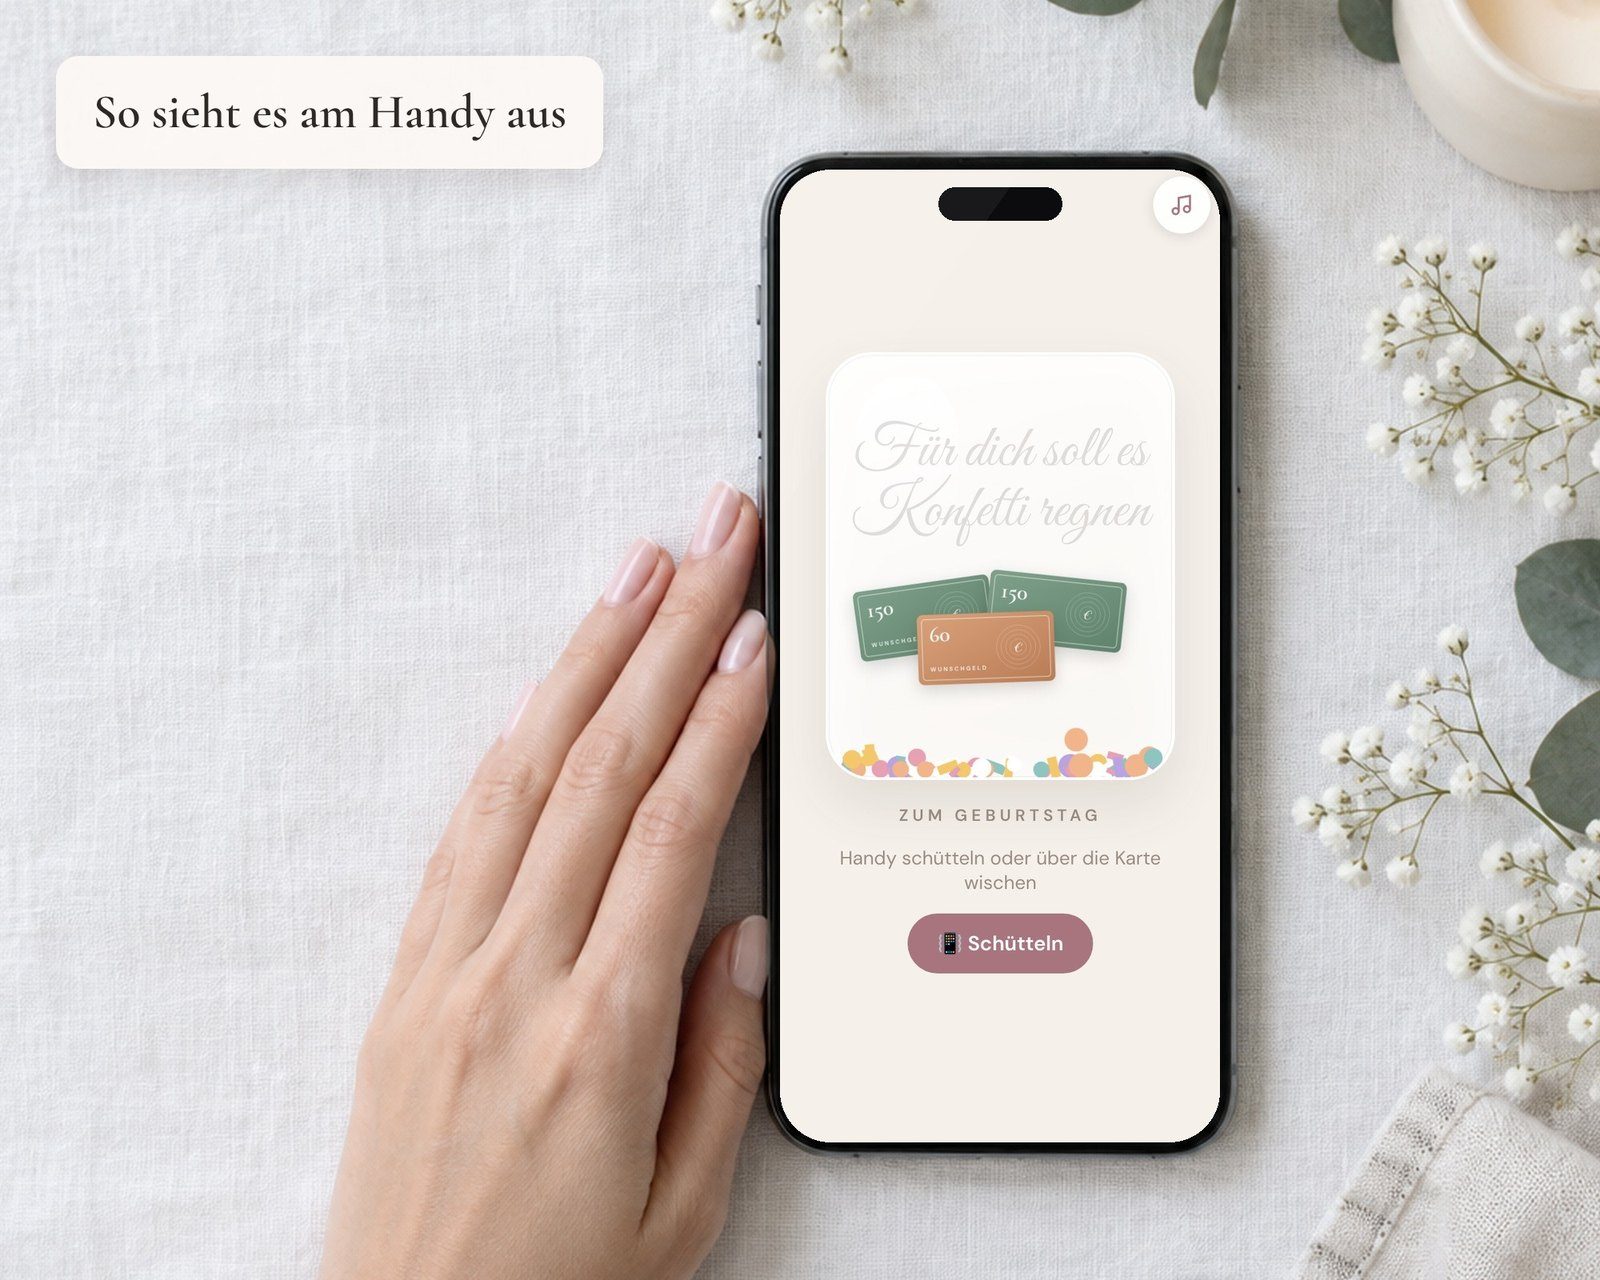 So sieht es am Handy aus
Für dich soll es
Konfetti regnen
150
€
150
€
WUNSCHGE
60
€
WUNSCHGELD
ZUM GEBURTSTAG
Handy schütteln oder über die Karte
wischen
Schütteln